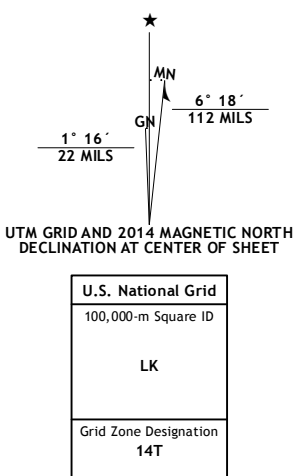 ★
MN
GN
6° 18´
112 MILS
1° 16´
22 MILS
UTM GRID AND 2014 MAGNETIC NORTH
DECLINATION AT CENTER OF SHEET
U.S. National Grid
100,000-m Square ID
LK
Grid Zone Designation
14T